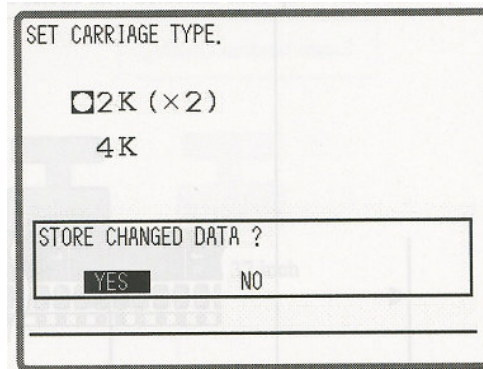 SET CARRIAGE TYPE.
2K (×2)
4K
STORE CHANGED DATA ?
YES NO